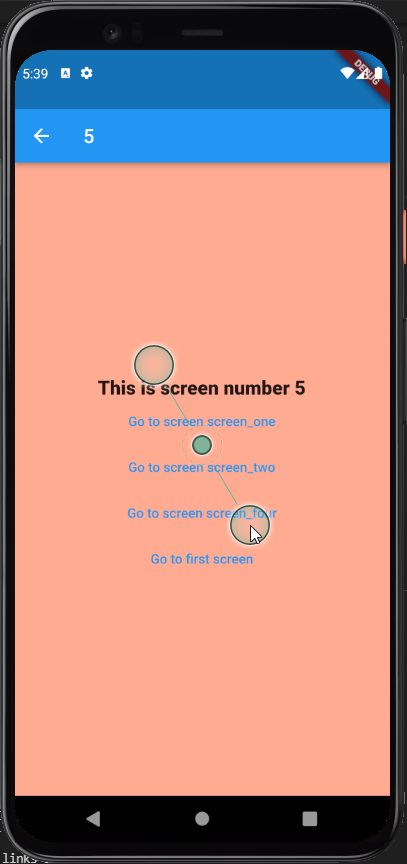 5:39
A
DEBUG
5
This is screen number 5
Go to screen screen_one
Go to screen screen_two
Go to screen screen_four
Go to first screen
links